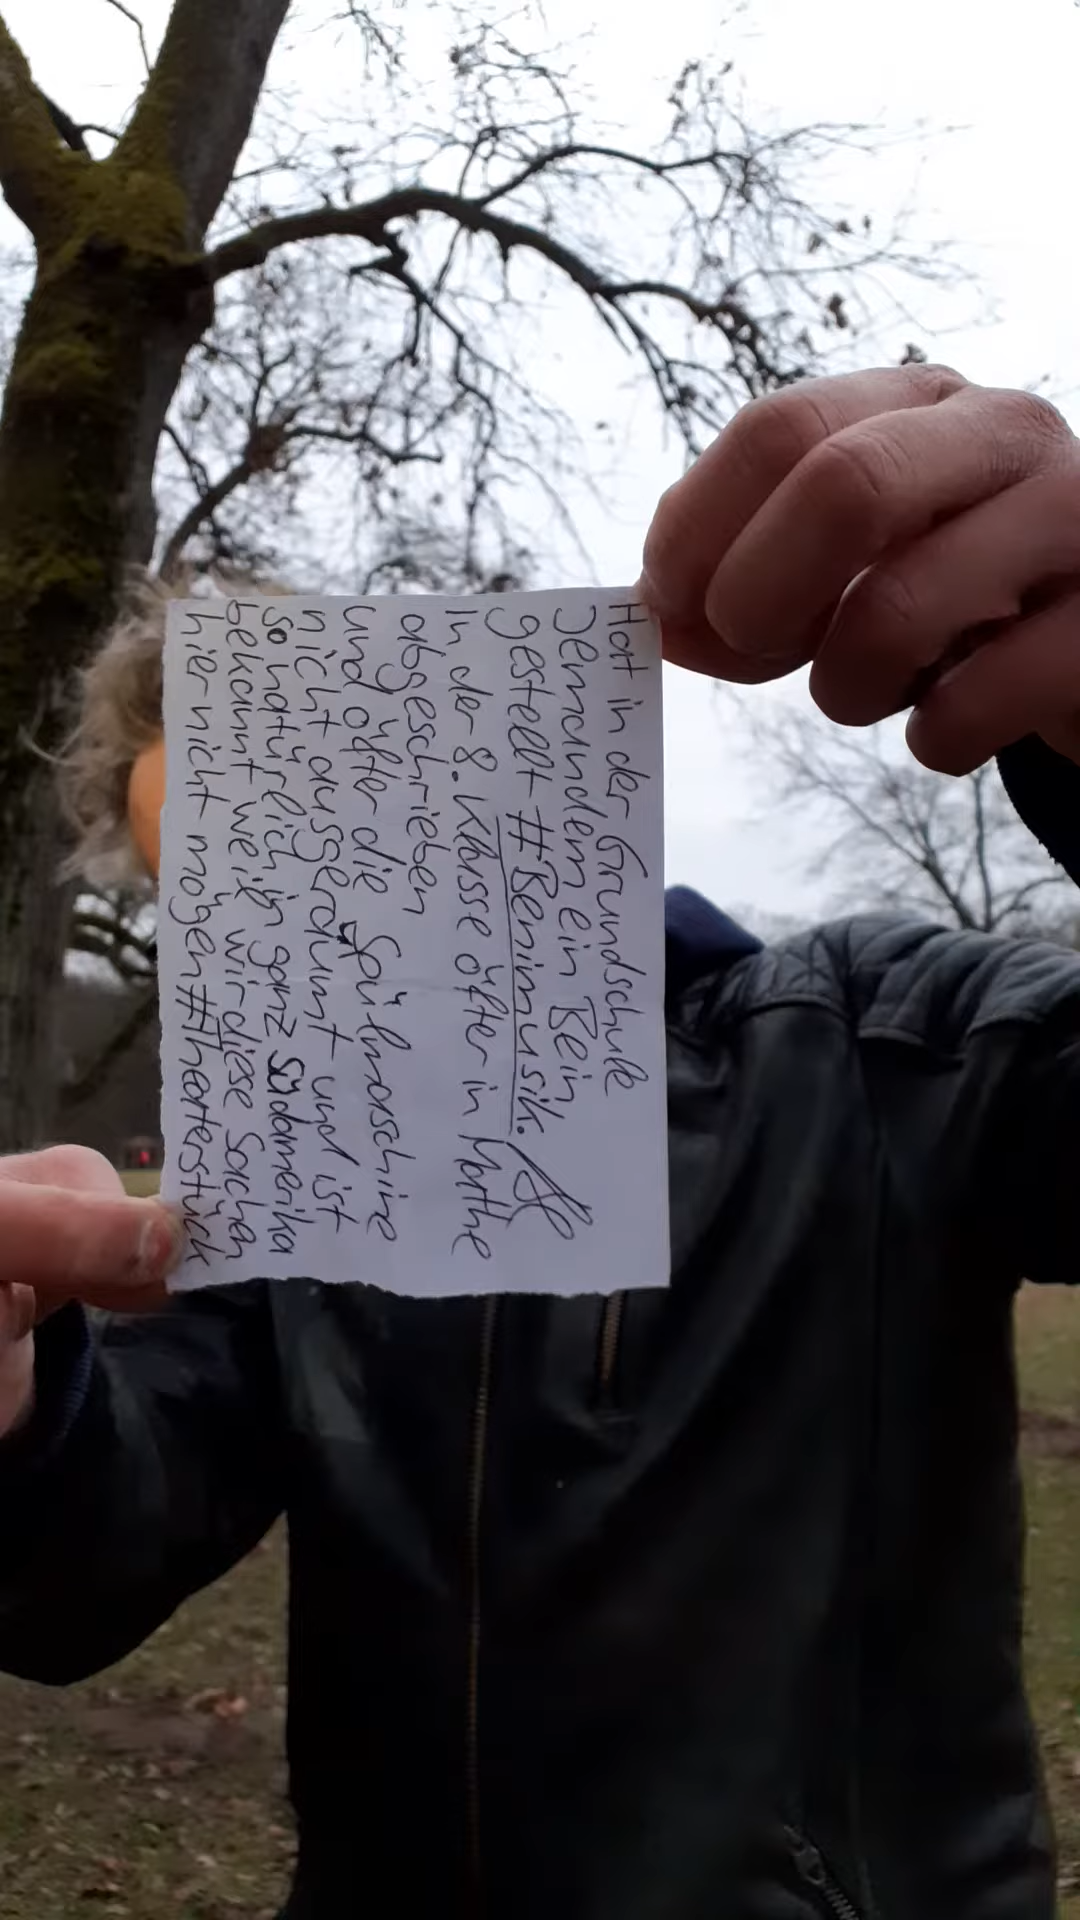 Hat in der Grundschule
Jemandem ein Bein
gestellt #Beinimusik.
In der 8. Klasse öfter in Mathe
abgeschrieben
und öfter die Spülmaschine
nicht ausgeräumt und ist
so natürlich in ganz Südamerika
bekannt weil wir diese Sachen
hier nicht mögen #Theaterstück